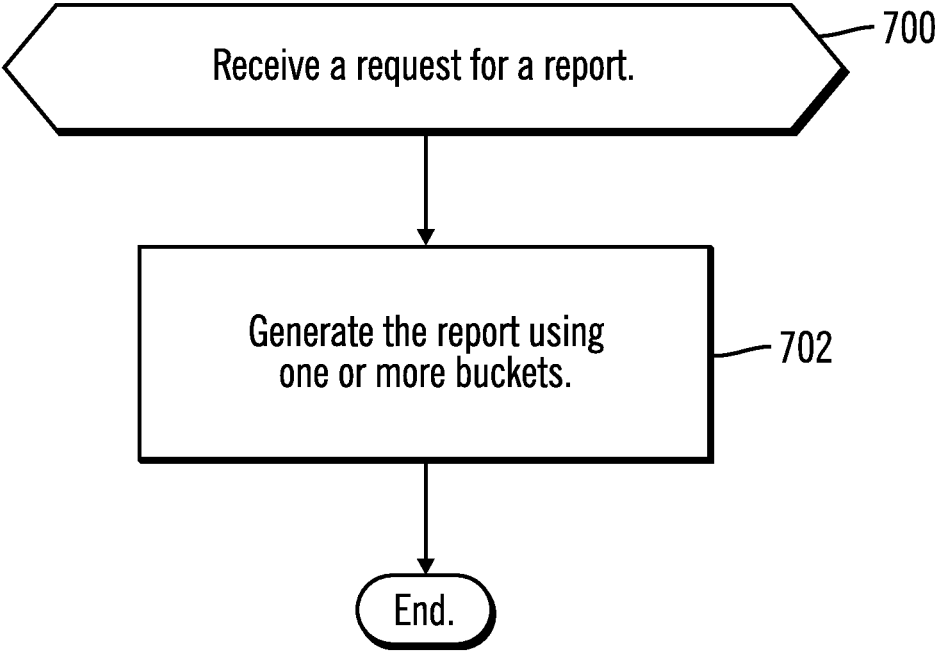 Receive a request for a report.
700
Generate the report using
one or more buckets.
702
End.